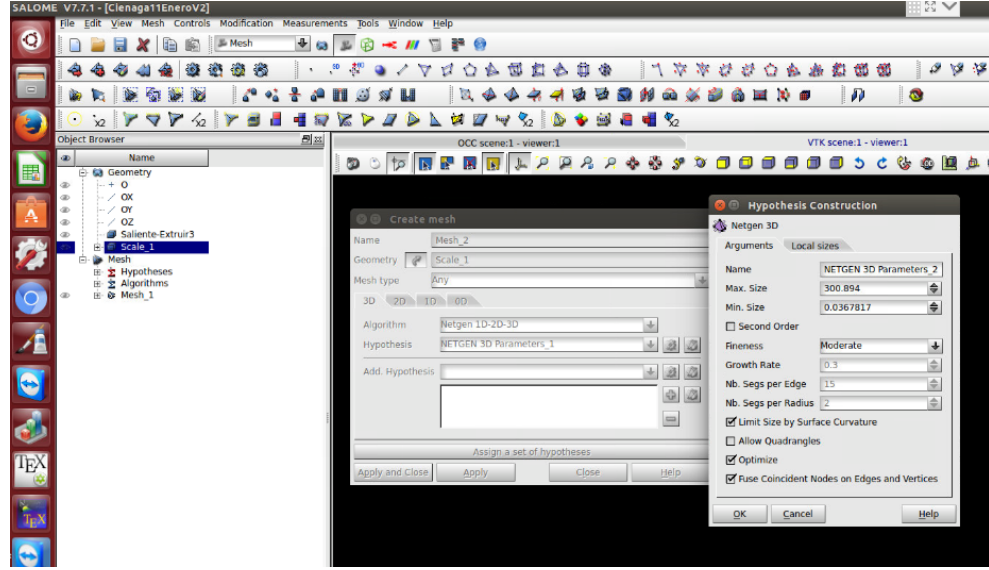 SALOME V7.7.1 - [Cienaga11EneroV2]
File Edit View Mesh Controls Modification Measurements Tools Window Help
Mesh
Object Browser
OCC scene:1 - viewer:1
VTK scene:1 - viewer:1
Name
Geometry
O
OX
OY
OZ
Saliente-Extruir3
Scale_1
Mesh
Hypotheses
Algorithms
Mesh_1
Create mesh
Name Mesh_2
Geometry Scale_1
Mesh type Any
3D 2D 1D 0D
Algorithm Netgen 1D-2D-3D
Hypothesis NETGEN 3D Parameters_1
Add. Hypothesis
Assign a set of hypotheses
Apply and Close Apply Close Help
Hypothesis Construction
Netgen 3D
Arguments Local sizes
Name NETGEN 3D Parameters_2
Max. Size 300.894
Min. Size 0.0367817
Second Order
Fineness Moderate
Growth Rate 0.3
Nb. Segs per Edge 15
Nb. Segs per Radius 2
Limit Size by Surface Curvature
Allow Quadrangles
Optimize
Fuse Coincident Nodes on Edges and Vertices
OK Cancel Help
TEX
TEX